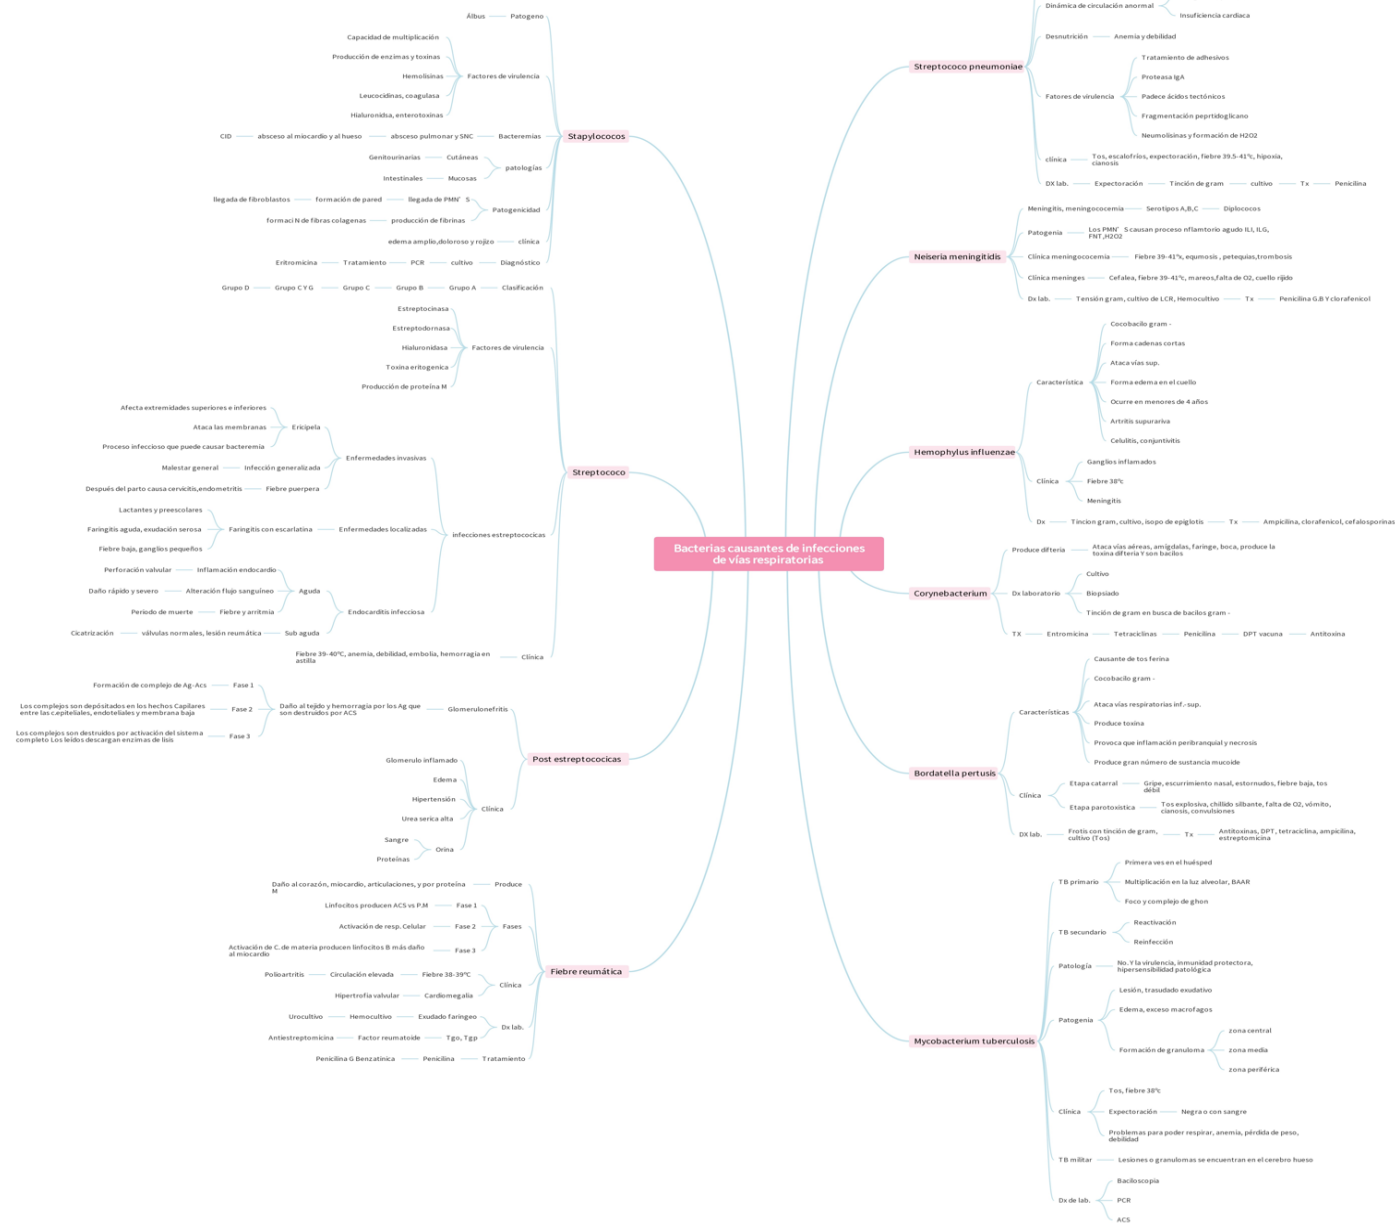 Bacterias causantes de infecciones
de vías respiratorias
Stapylococos
Patogeno
Álbus
Factores de virulencia
Capacidad de multiplicación
Producción de enzimas y toxinas
Hemolisinas
Leucocidinas, coagulasa
Hialuronidsa, enterotoxinas
Bacteremias
absceso pulmonar y SNC
absceso al miocardio y al hueso
CID
patologías
Cutáneas
Genitourinarias
Mucosas
Intestinales
Patogenicidad
llegada de PMN' S
formación de pared
llegada de fibroblastos
producción de fibrinas
formaci N de fibras colagenas
clínica
edema amplio,doloroso y rojizo
Diagnóstico
cultivo
PCR
Tratamiento
Eritromicina
Streptococo
Clasificación
Grupo A
Grupo B
Grupo C
Grupo C Y G
Grupo D
Factores de virulencia
Estreptocinasa
Estreptodornasa
Hialuronidasa
Toxina eritogenica
Producción de proteína M
infecciones estreptococicas
Enfermedades invasivas
Ericipela
Afecta extremidades superiores e inferiores
Ataca las membranas
Proceso infeccioso que puede causar bacteremia
Infección generalizada
Malestar general
Fiebre puerpera
Después del parto causa cervicitis,endometritis
Enfermedades localizadas
Faringitis con escarlatina
Lactantes y preescolares
Faringitis aguda, exudación serosa
Fiebre baja, ganglios pequeños
Endocarditis infecciosa
Aguda
Inflamación endocardio
Perforación valvular
Alteración flujo sanguíneo
Daño rápido y severo
Fiebre y arritmia
Periodo de muerte
Sub aguda
válvulas normales, lesión reumática
Cicatrización
Clínica
Fiebre 39-40ºC, anemia, debilidad, embolia, hemorragia en
astilla
Post estreptococicas
Glomerulonefritis
Daño al tejido y hemorragia por los Ag que
son destruidos por ACS
Fase 1
Formación de complejo de Ag-Acs
Fase 2
Los complejos son depósitados en los hechos Capilares
entre las c.epiteliales, endoteliales y membrana baja
Fase 3
Los complejos son destruidos por activación del sistema
completo Los leídos descargan enzimas de lisis
Clínica
Glomerulo inflamado
Edema
Hipertensión
Urea serica alta
Orina
Sangre
Proteínas
Fiebre reumática
Produce
Daño al corazón, miocardio, articulaciones, y por proteína
M
Fases
Fase 1
Linfocitos producen ACS vs P.M
Fase 2
Activación de resp. Celular
Fase 3
Activación de C. de materia producen linfocitos B más daño
al miocardio
Clínica
Fiebre 38-39ºC
Circulación elevada
Polioartritis
Cardiomegalia
Hipertrofia valvular
Dx lab.
Exudado faringeo
Hemocultivo
Urocultivo
Tgo, Tgp
Factor reumatoide
Antiestreptomicina
Tratamiento
Penicilina
Penicilina G Benzatinica
Streptococo pneumoniae
Dinámica de circulación anormal
Insuficiencia cardiaca
Desnutrición
Anemia y debilidad
Fatores de virulencia
Tratamiento de adhesivos
Proteasa IgA
Padece ácidos tectónicos
Fragmentación peprtidoglicano
Neumolisinas y formación de H2O2
clínica
Tos, escalofríos, expectoración, fiebre 39.5-41ºc, hipoxia,
cianosis
DX lab.
Expectoración
Tinción de gram
cultivo
Tx
Penicilina
Neiseria meningitidis
Meningitis, meningococemia
Serotipos A,B,C
Diplococos
Patogenia
Los PMN' S causan proceso nflamtorio agudo ILI, ILG,
FNT,H2O2
Clínica meningococemia
Fiebre 39-41ºx, equmosis , petequias,trombosis
Clínica meninges
Cefalea, fiebre 39-41ºc, mareos,falta de O2, cuello rijido
Dx lab.
Tensión gram, cultivo de LCR, Hemocultivo
Tx
Penicilina G.B Y clorafenicol
Hemophylus influenzae
Característica
Cocobacilo gram -
Forma cadenas cortas
Ataca vías sup.
Forma edema en el cuello
Ocurre en menores de 4 años
Artritis supurariva
Celulitis, conjuntivitis
Clínica
Ganglios inflamados
Fiebre 38ºc
Meningitis
Dx
Tincion gram, cultivo, isopo de epiglotis
Tx
Ampicilina, clorafenicol, cefalosporinas
Corynebacterium
Produce difteria
Ataca vías aéreas, amígdalas, faringe, boca, produce la
toxina difteria Y son bacilos
Dx laboratorio
Cultivo
Biopsiado
Tinción de gram en busca de bacilos gram -
TX
Entromicina
Tetraciclinas
Penicilina
DPT vacuna
Antitoxina
Bordatella pertusis
Características
Causante de tos ferina
Cocobacilo gram -
Ataca vías respiratorias inf.-sup.
Produce toxina
Provoca que inflamación peribranquial y necrosis
Produce gran número de sustancia mucoide
Clínica
Etapa catarral
Gripe, escurrimiento nasal, estornudos, fiebre baja, tos
débil
Etapa parotoxistica
Tos explosiva, chillido silbante, falta de O2, vómito,
cianosis, convulsiones
DX lab.
Frotis con tinción de gram,
cultivo (Tos)
Tx
Antitoxinas, DPT, tetraciclina, ampicilina,
estreptomicina
Mycobacterium tuberculosis
TB primario
Primera ves en el huésped
Multiplicación en la luz alveolar, BAAR
Foco y complejo de ghon
TB secundario
Reactivación
Reinfección
Patología
No. Y la virulencia, inmunidad protectora,
hipersensibilidad patológica
Patogenia
Lesión, trasudado exudativo
Edema, exceso macrofagos
Formación de granuloma
zona central
zona media
zona periférica
Clínica
Tos, fiebre 38ºc
Expectoración
Negra o con sangre
Problemas para poder respirar, anemia, pérdida de peso,
debilidad
TB militar
Lesiones o granulomas se encuentran en el cerebro hueso
Dx de lab.
Baciloscopia
PCR
ACS